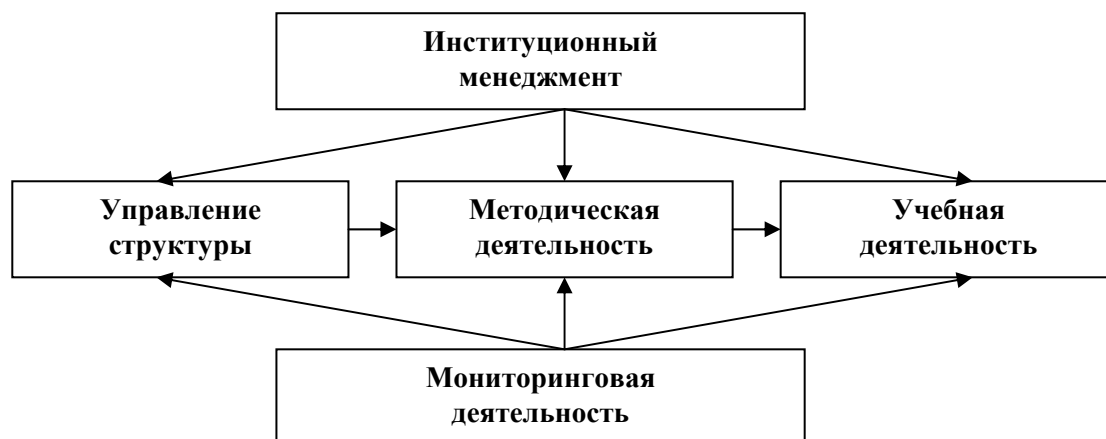 Институционный
менеджмент
Управление
структуры
Методическая
деятельность
Учебная
деятельность
Мониторинговая
деятельность